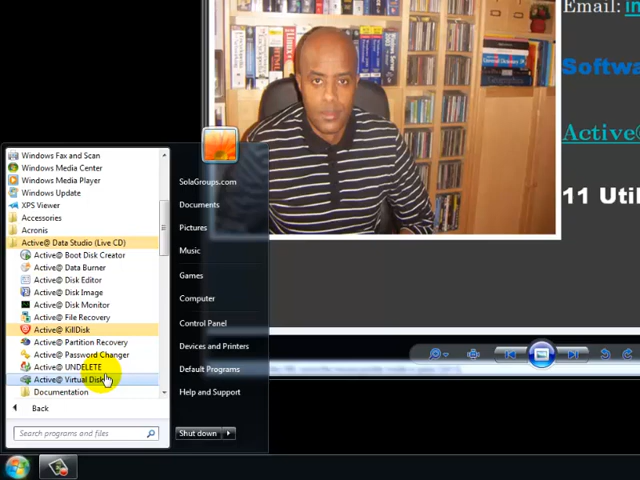 Email: in
Softwa
Active@
11 Util
Windows Fax and Scan
Windows Media Center
Windows Media Player
Windows Update
XPS Viewer
Accessories
Acronis
Active@ Data Studio (Live CD)
Active@ Boot Disk Creator
Active@ Data Burner
Active@ Disk Editor
Active@ Disk Image
Active@ Disk Monitor
Active@ File Recovery
Active@ KillDisk
Active@ Partition Recovery
Active@ Password Changer
Active@ UNDELETE
Active@ Virtual Disk
Documentation
Back
Search programs and files
SolaGroups.com
Documents
Pictures
Music
Games
Computer
Control Panel
Devices and Printers
Default Programs
Help and Support
Shut down